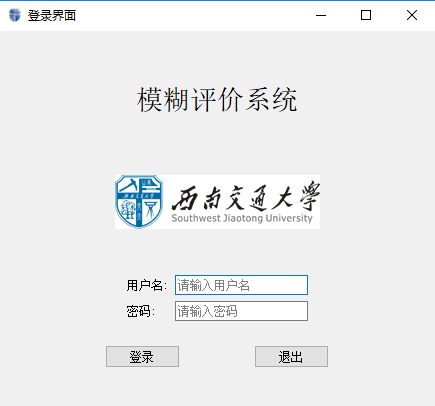 登录界面
模糊评价系统
西南交通大学
Southwest Jiaotong University
用户名: 请输入用户名
密码: 请输入密码
登录 退出